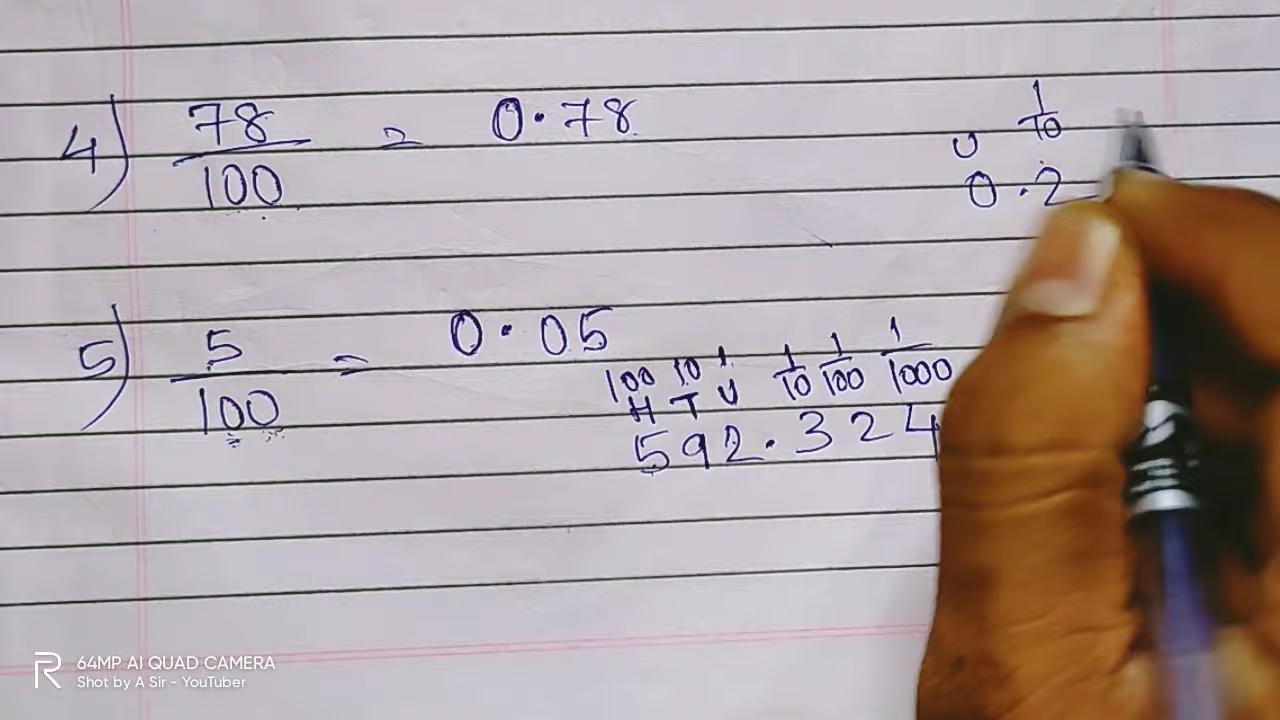 4) 78/100 = 0.78
U 1/10
0.2
5) 5/100 = 0.05
100 10 1 1/10 1/100 1/1000
H T U
592.324
64MP AI QUAD CAMERA
Shot by A Sir - YouTuber